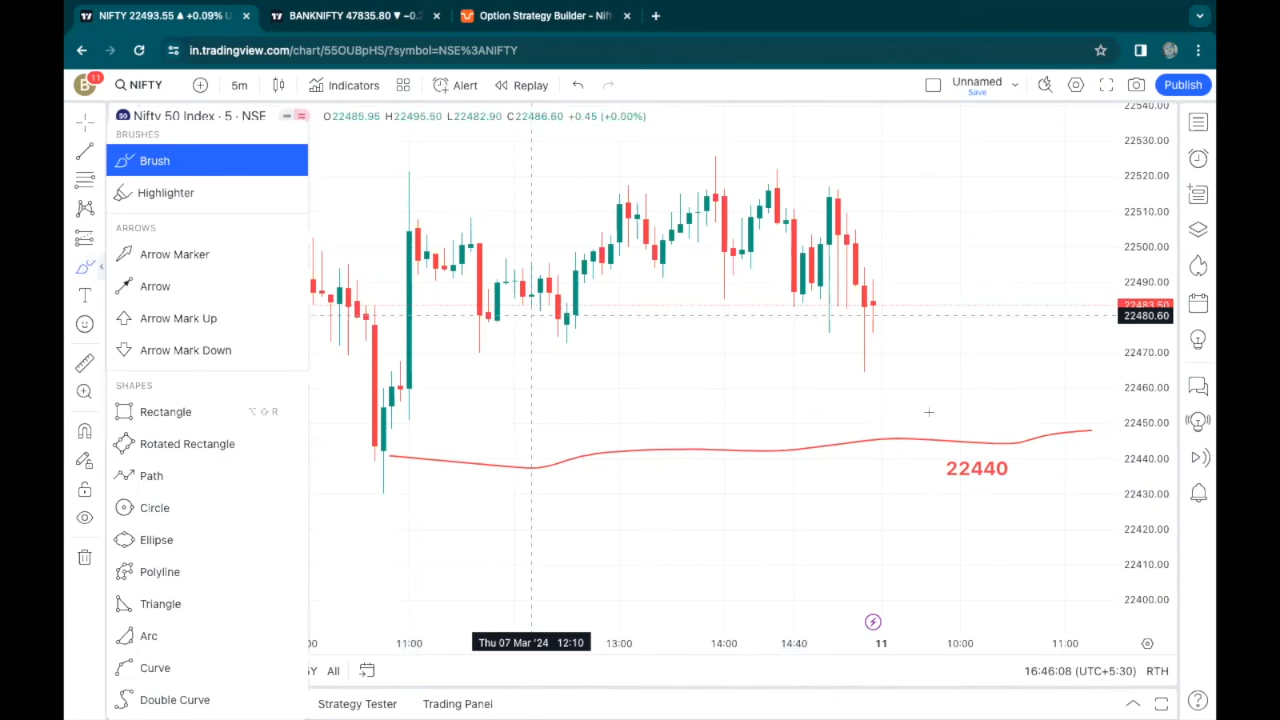 NIFTY 22493.55 ▲ +0.09% U
BANKNIFTY 47835.80 ▼ −0.2
Option Strategy Builder - Nift
in.tradingview.com/chart/55OUBpHS/?symbol=NSE%3ANIFTY
B
11
NIFTY
5m
Indicators
Alert
Replay
Unnamed
Save
Publish
50
Nifty 50 Index · 5 · NSE
O22485.95 H22495.60 L22482.90 C22486.60 +0.45 (+0.00%)
BRUSHES
Brush
Highlighter
ARROWS
Arrow Marker
Arrow
Arrow Mark Up
Arrow Mark Down
SHAPES
Rectangle
⌥ ⇧ R
Rotated Rectangle
Path
Circle
Ellipse
Polyline
Triangle
Arc
Curve
Double Curve
22440
22540.00
22530.00
22520.00
22510.00
22500.00
22490.00
22483.50
22480.60
22470.00
22460.00
22450.00
22440.00
22430.00
22420.00
22410.00
22400.00
00
11:00
Thu 07 Mar '24 12:10
13:00
14:00
14:40
11
10:00
11:00
5Y
All
16:46:08 (UTC+5:30)
RTH
Strategy Tester
Trading Panel